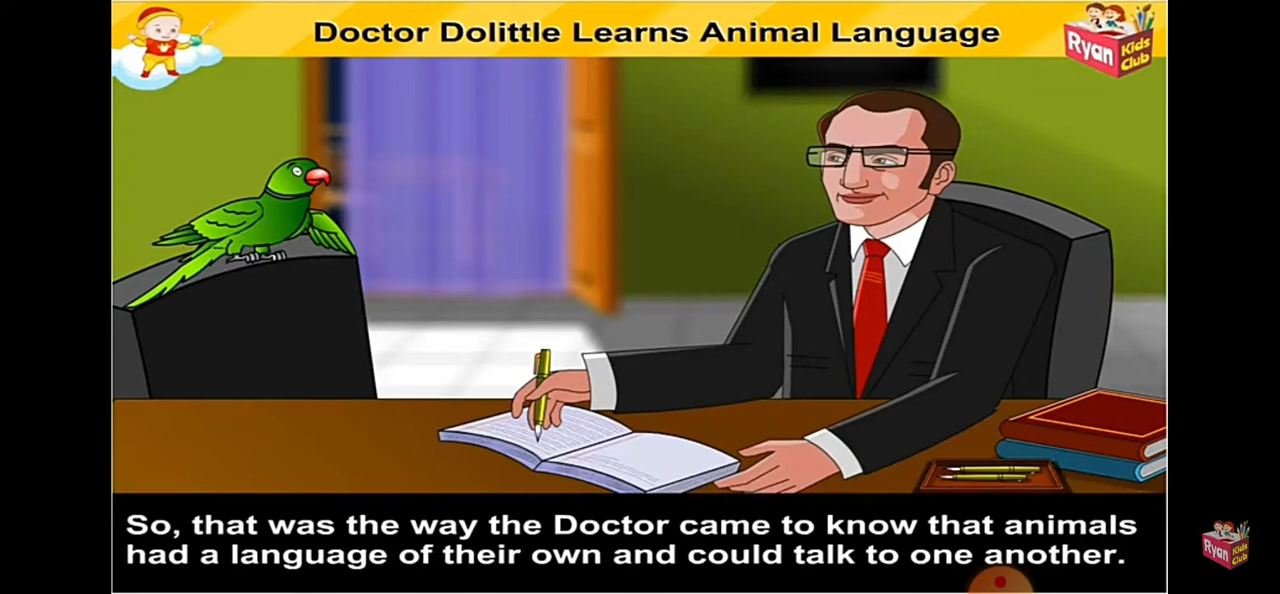 Doctor Dolittle Learns Animal Language
Ryan
Kids
Club
So, that was the way the Doctor came to know that animals
had a language of their own and could talk to one another.
Ryan
Kids
Club